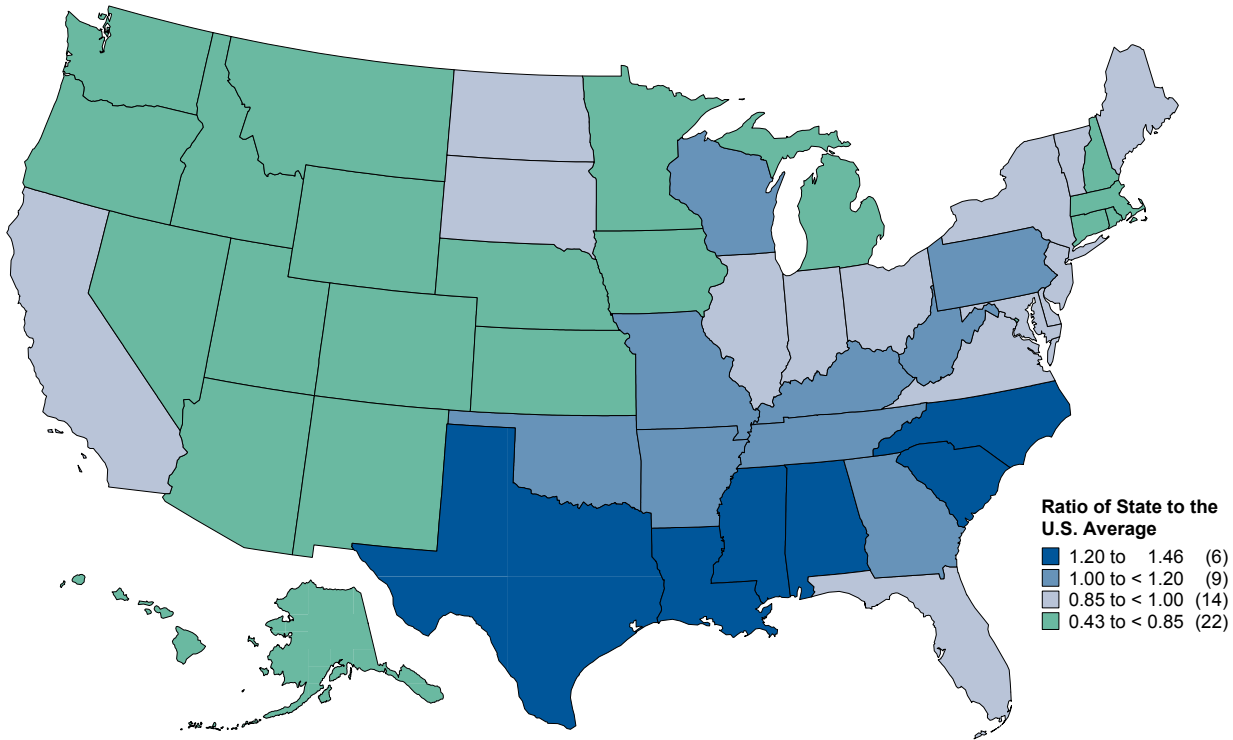 Ratio of State to the
U.S. Average
1.20 to 1.46 (6)
1.00 to < 1.20 (9)
0.85 to < 1.00 (14)
0.43 to < 0.85 (22)